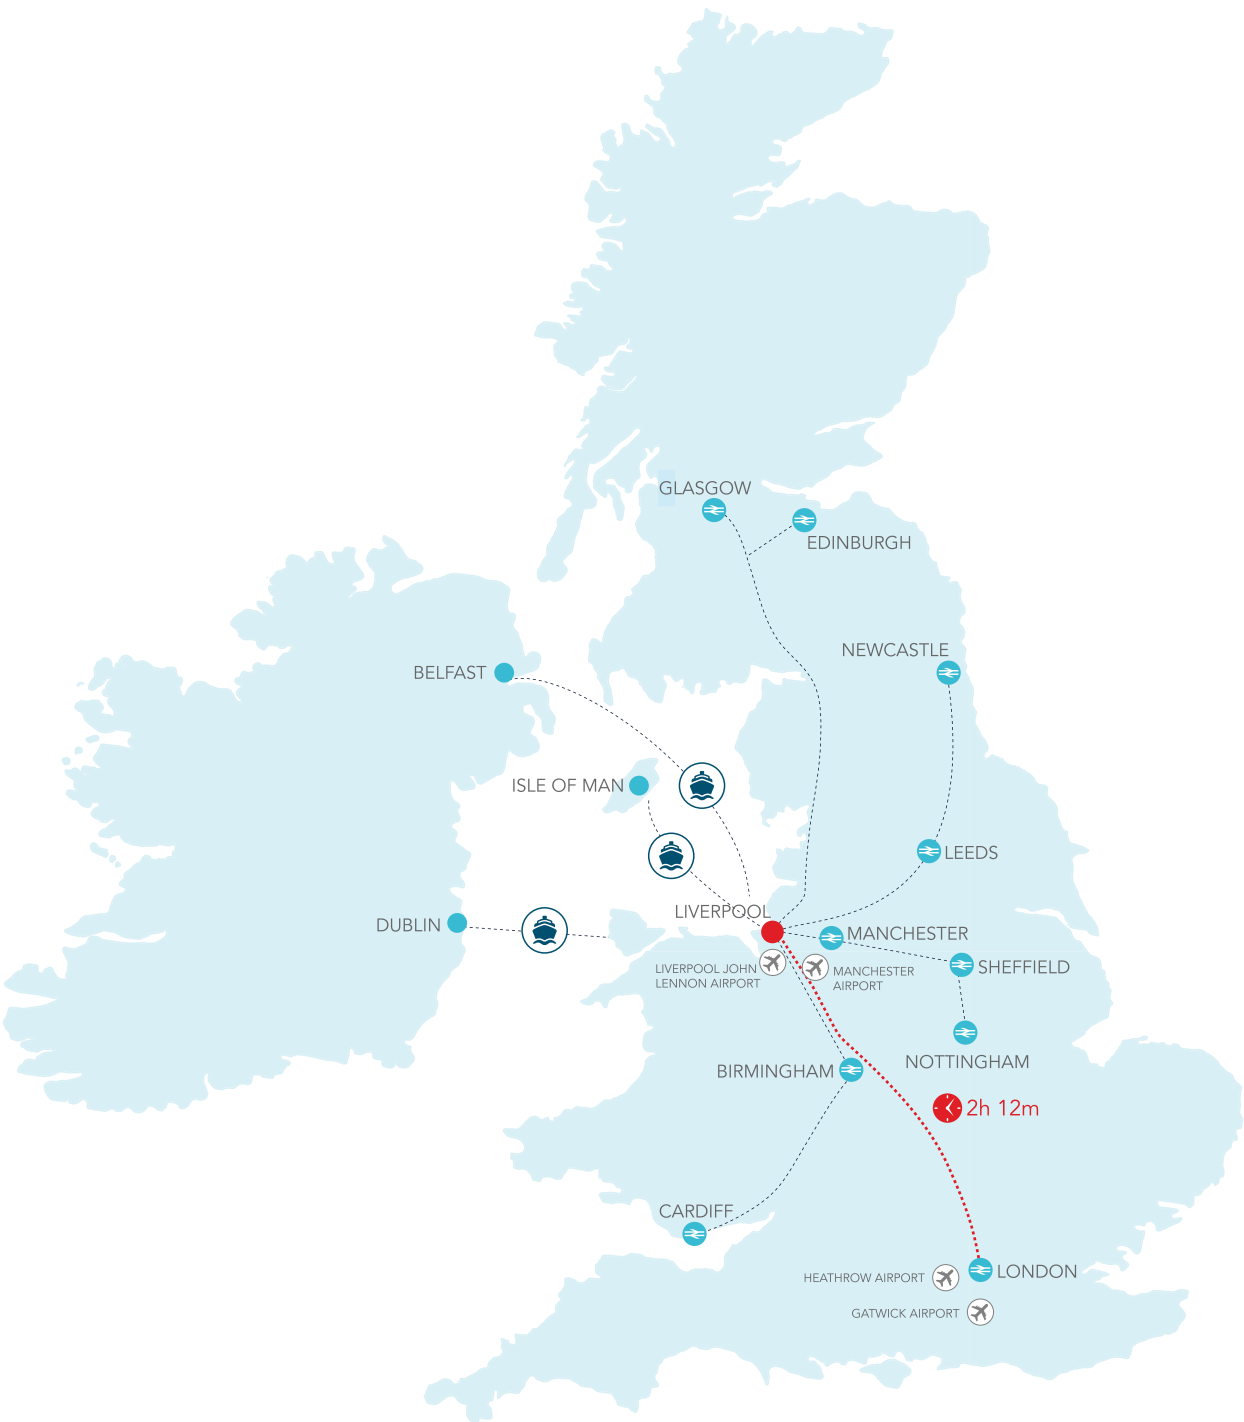 GLASGOW
EDINBURGH
NEWCASTLE
BELFAST
ISLE OF MAN
LEEDS
LIVERPOOL
DUBLIN
MANCHESTER
SHEFFIELD
LIVERPOOL JOHN
LENNON AIRPORT
MANCHESTER
AIRPORT
NOTTINGHAM
BIRMINGHAM
2h 12m
CARDIFF
LONDON
HEATHROW AIRPORT
GATWICK AIRPORT